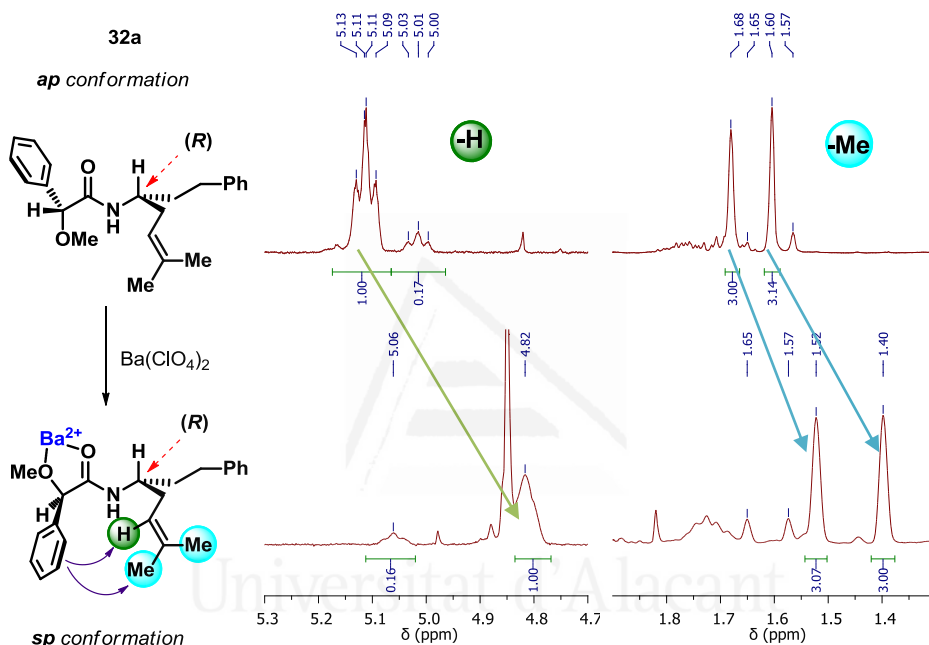 32a
ap conformation
(R)
H
O
Ph
N
H
H
OMe
Me
Me
Ba(ClO4)2
(R)
Ba2+
H
O
Ph
MeO
N
H
H
H
Me
Me
sp conformation
5.13
5.11
5.11
5.09
5.03
5.01
5.00
-H
1.00
0.17
5.06
4.82
0.16
1.00
5.3 5.2 5.1 5.0 4.9 4.8 4.7
δ (ppm)
1.68
1.65
1.60
1.57
-Me
3.00
3.14
1.65
1.57
1.52
1.40
3.07
3.00
1.8 1.7 1.6 1.5 1.4
δ (ppm)
Universitat d'Alacant